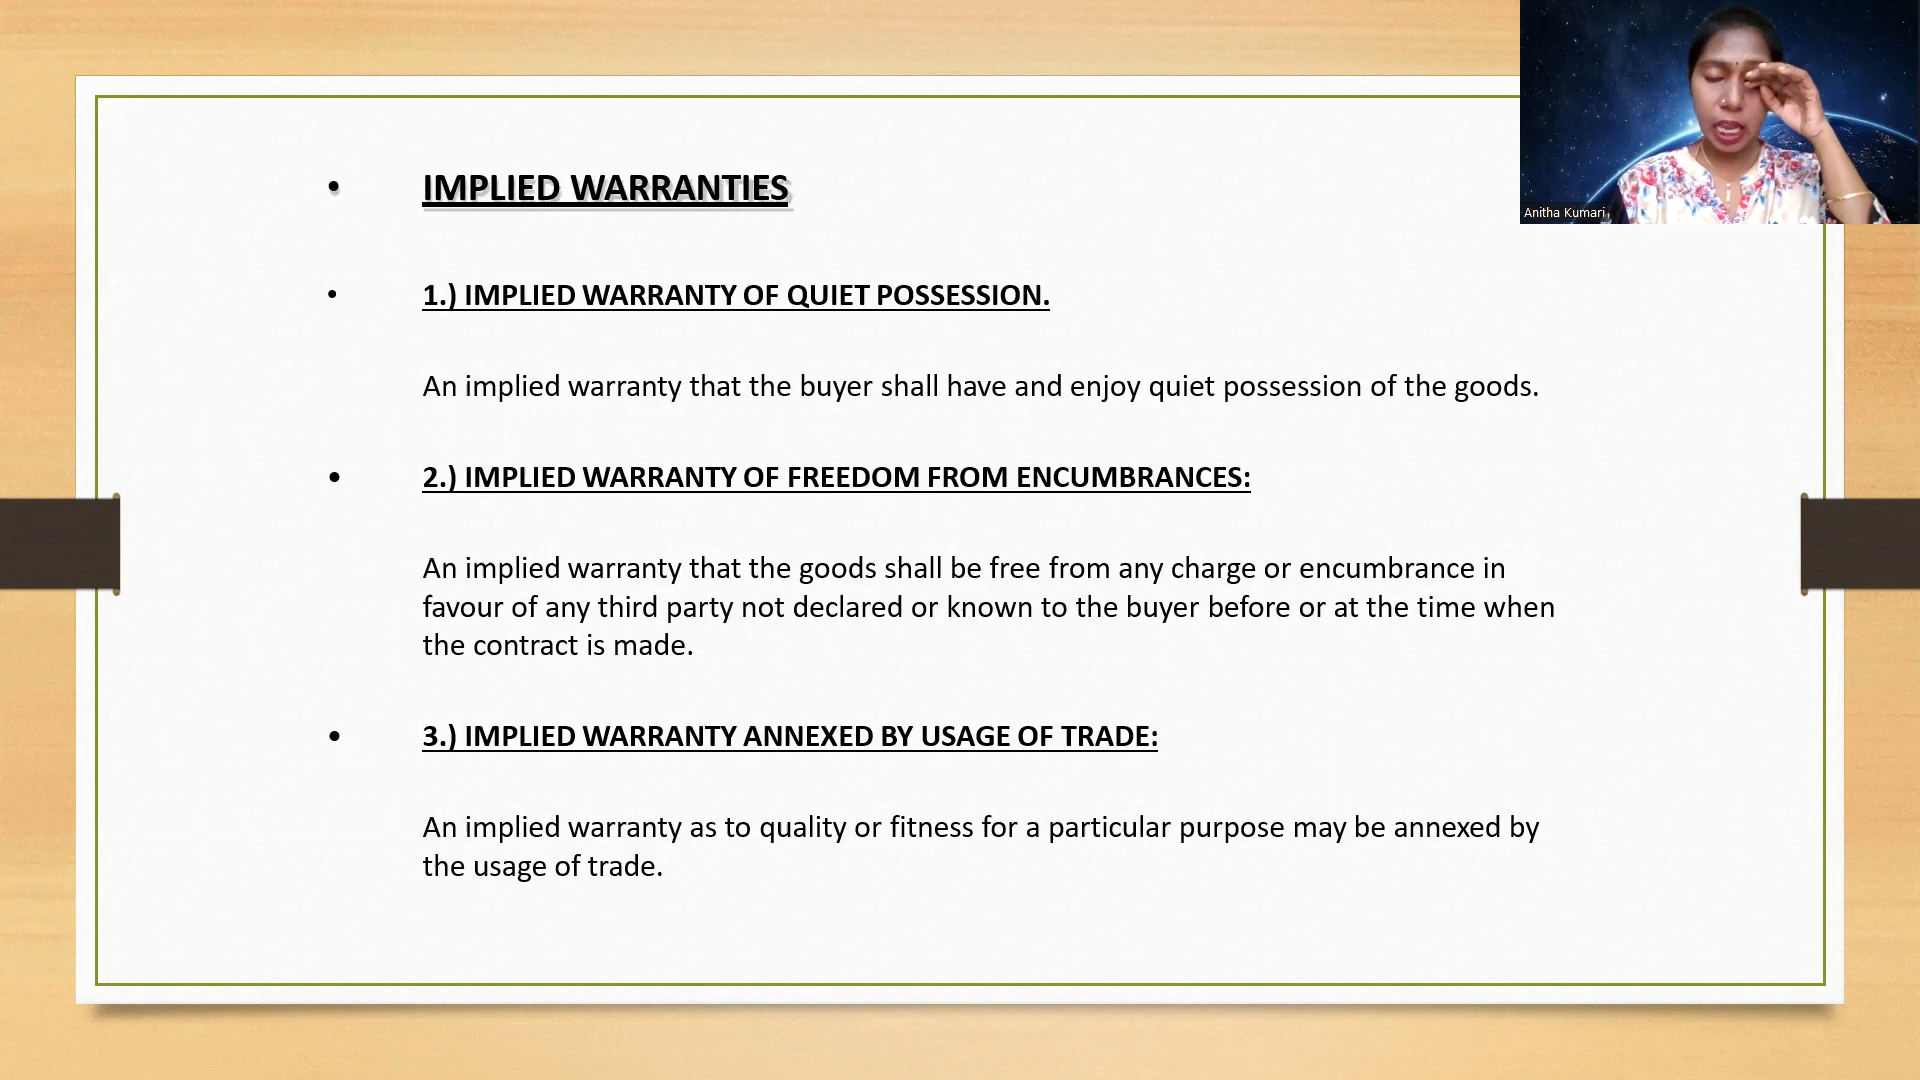 • IMPLIED WARRANTIES
• 1.) IMPLIED WARRANTY OF QUIET POSSESSION.
An implied warranty that the buyer shall have and enjoy quiet possession of the goods.
• 2.) IMPLIED WARRANTY OF FREEDOM FROM ENCUMBRANCES:
An implied warranty that the goods shall be free from any charge or encumbrance in
favour of any third party not declared or known to the buyer before or at the time when
the contract is made.
• 3.) IMPLIED WARRANTY ANNEXED BY USAGE OF TRADE:
An implied warranty as to quality or fitness for a particular purpose may be annexed by
the usage of trade.
Anitha Kumari